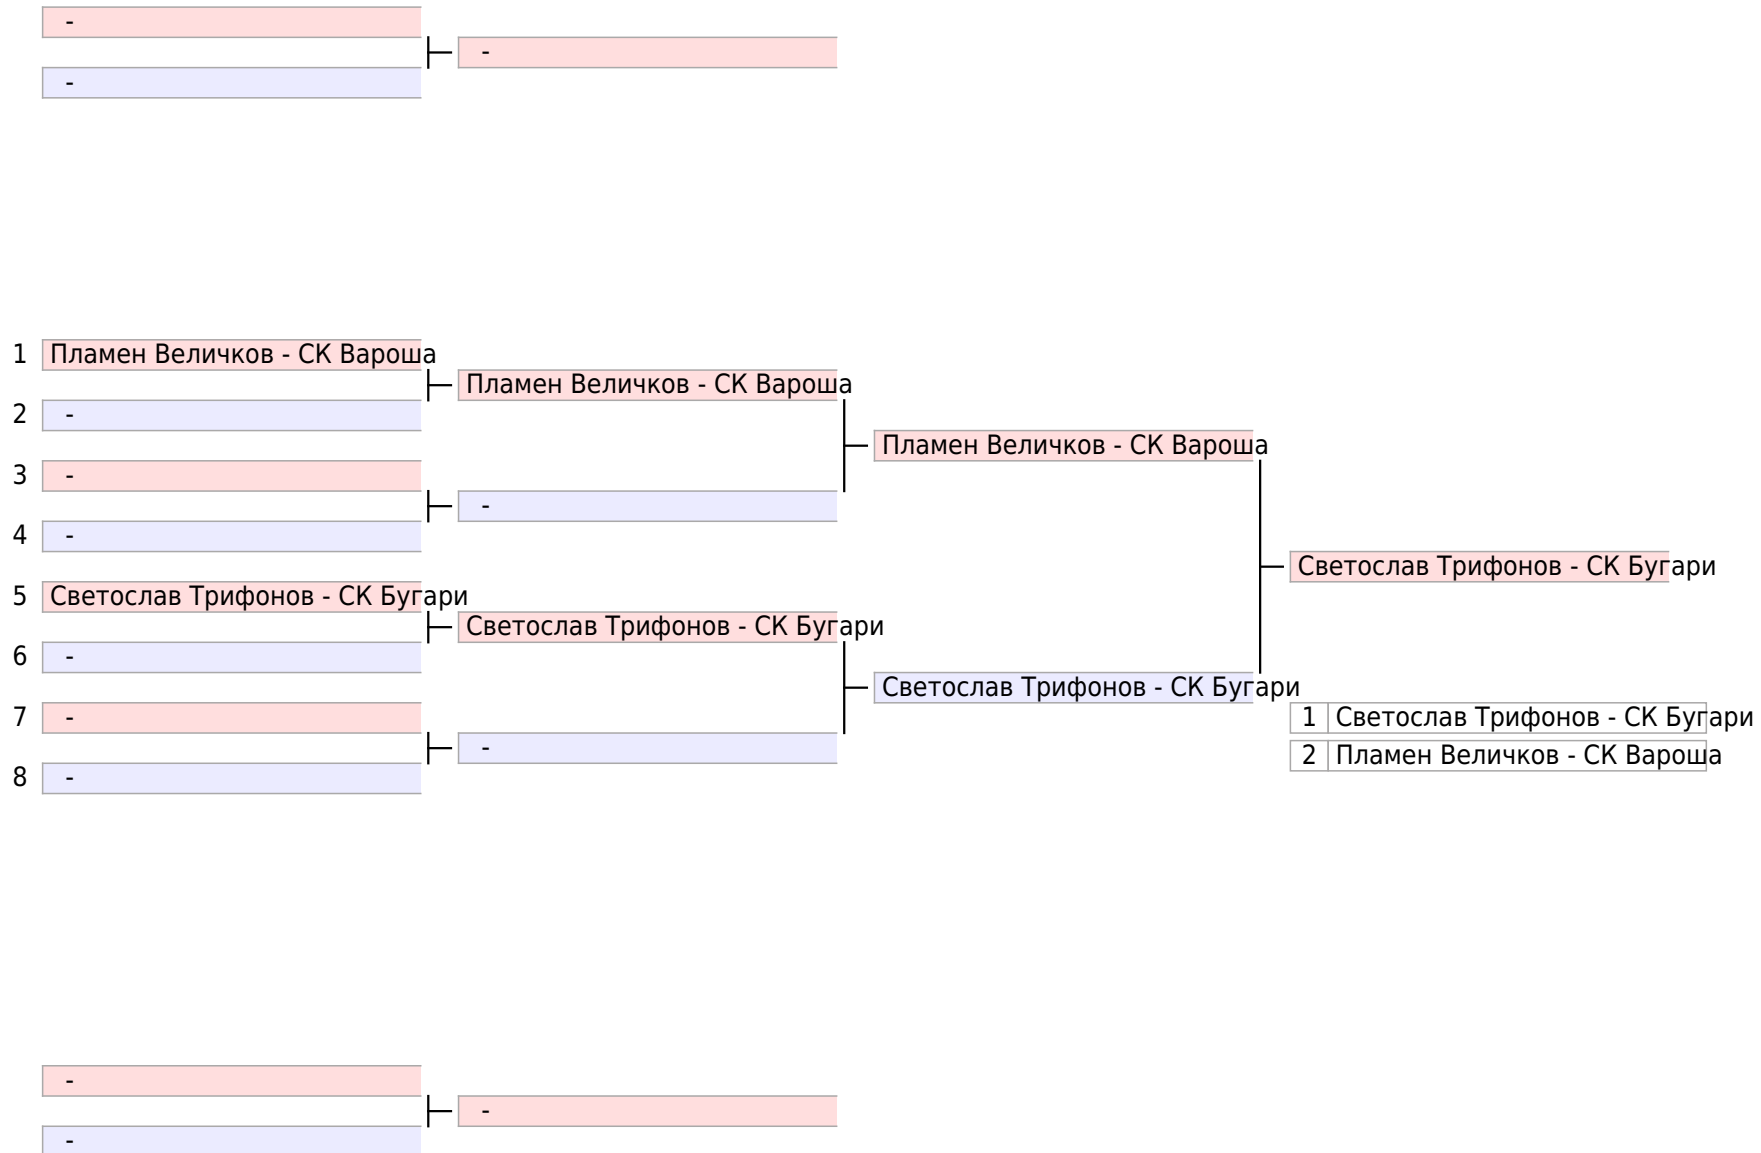 -
-
-
1 Пламен Величков - СК Вароша
Пламен Величков - СК Вароша
2 -
Пламен Величков - СК Вароша
3 -
-
4 -
Светослав Трифонов - СК Бугари
5 Светослав Трифонов - СК Бугари
Светослав Трифонов - СК Бугари
6 -
Светослав Трифонов - СК Бугари
7 -
1 Светослав Трифонов - СК Бугари
-
2 Пламен Величков - СК Вароша
8 -
-
-
-